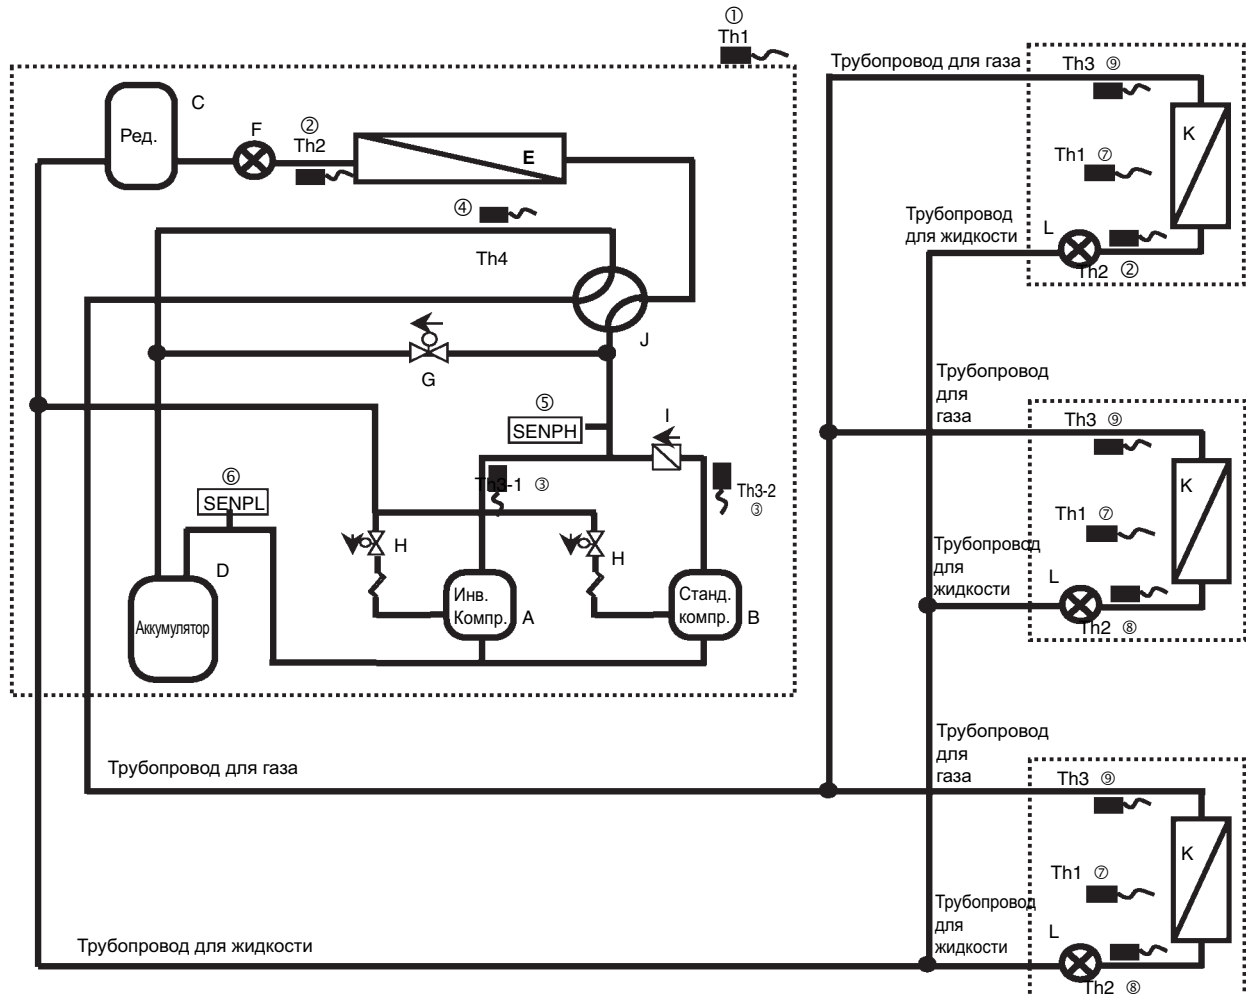 ①
Th1
C
Ред.
F
②
Th2
E
④
Th4
J
G
⑤
SENPH
I
Th3-1 ③
Th3-2
③
⑥
SENPL
H
H
D
Аккумулятор
Инв.
Компр.
A
Станд.
компр.
B
Трубопровод для газа
Трубопровод для жидкости
Трубопровод для газа
Th3 ⑨
K
Th1 ⑦
Трубопровод
для жидкости
L
Th2 ②
Трубопровод
для
газа
Th3 ⑨
K
Th1 ⑦
Трубопровод
для
жидкости
L
Th2 ⑧
Трубопровод
для
газа
Th3 ⑨
K
Th1 ⑦
Трубопровод
для
жидкости
L
Th2 ⑧